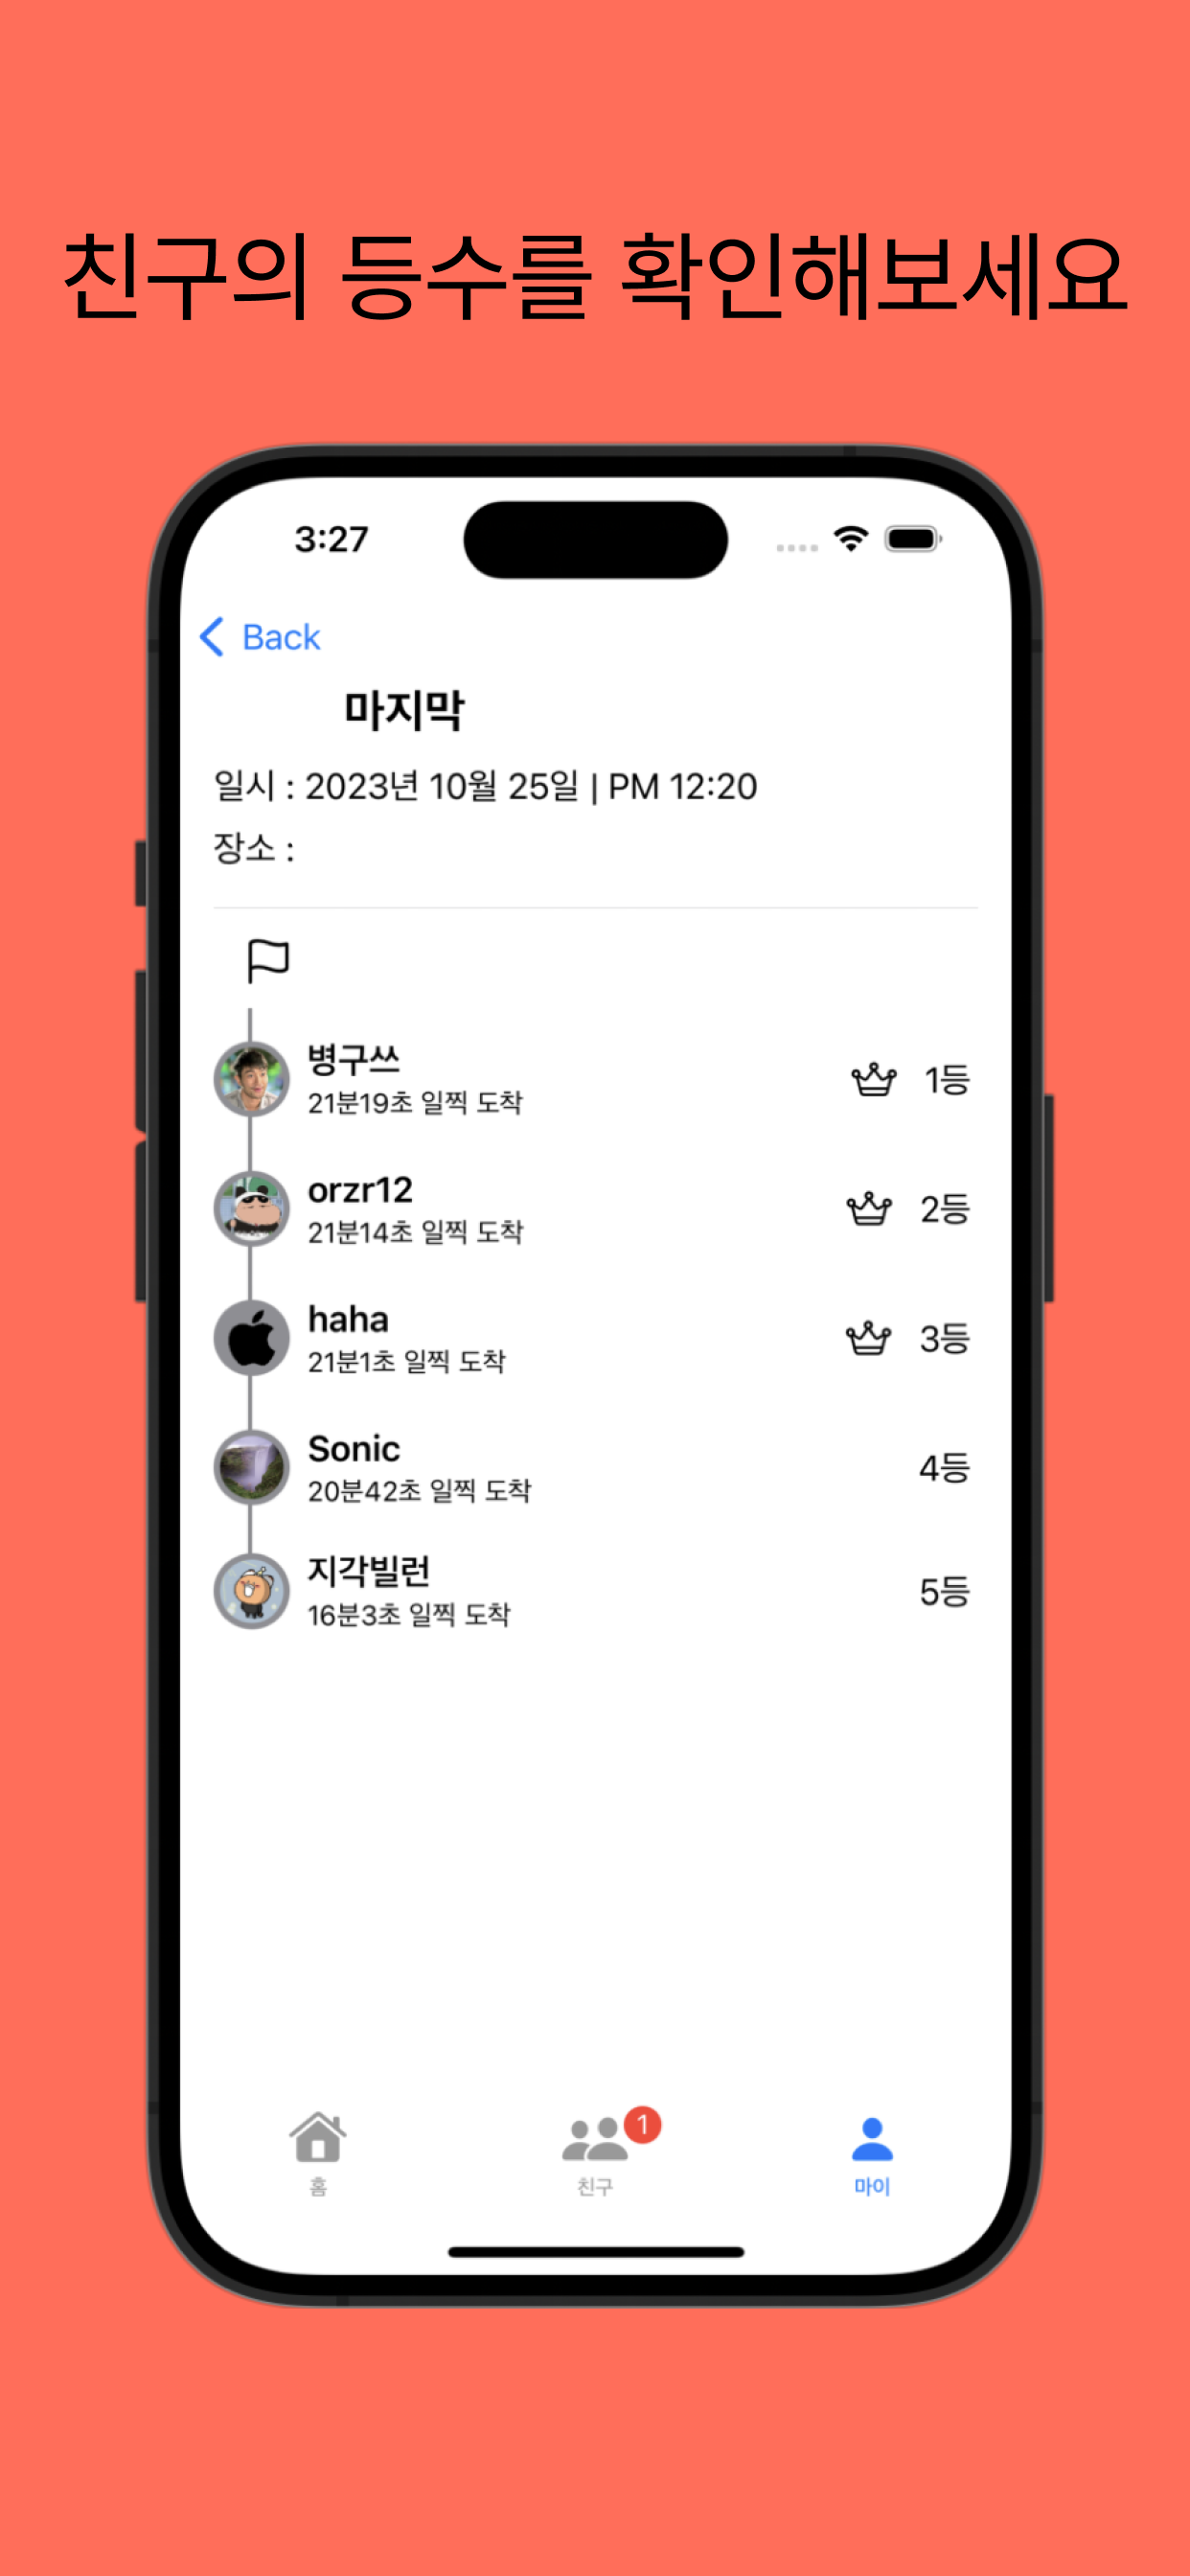 친구의 등수를 확인해보세요
3:27
Back
마지막
일시 : 2023년 10월 25일 | PM 12:20
장소 :
병구쓰
21분19초 일찍 도착
1등
orzr12
21분14초 일찍 도착
2등
haha
21분1초 일찍 도착
3등
Sonic
20분42초 일찍 도착
4등
지각빌런
16분3초 일찍 도착
5등
1
홈
친구
마이